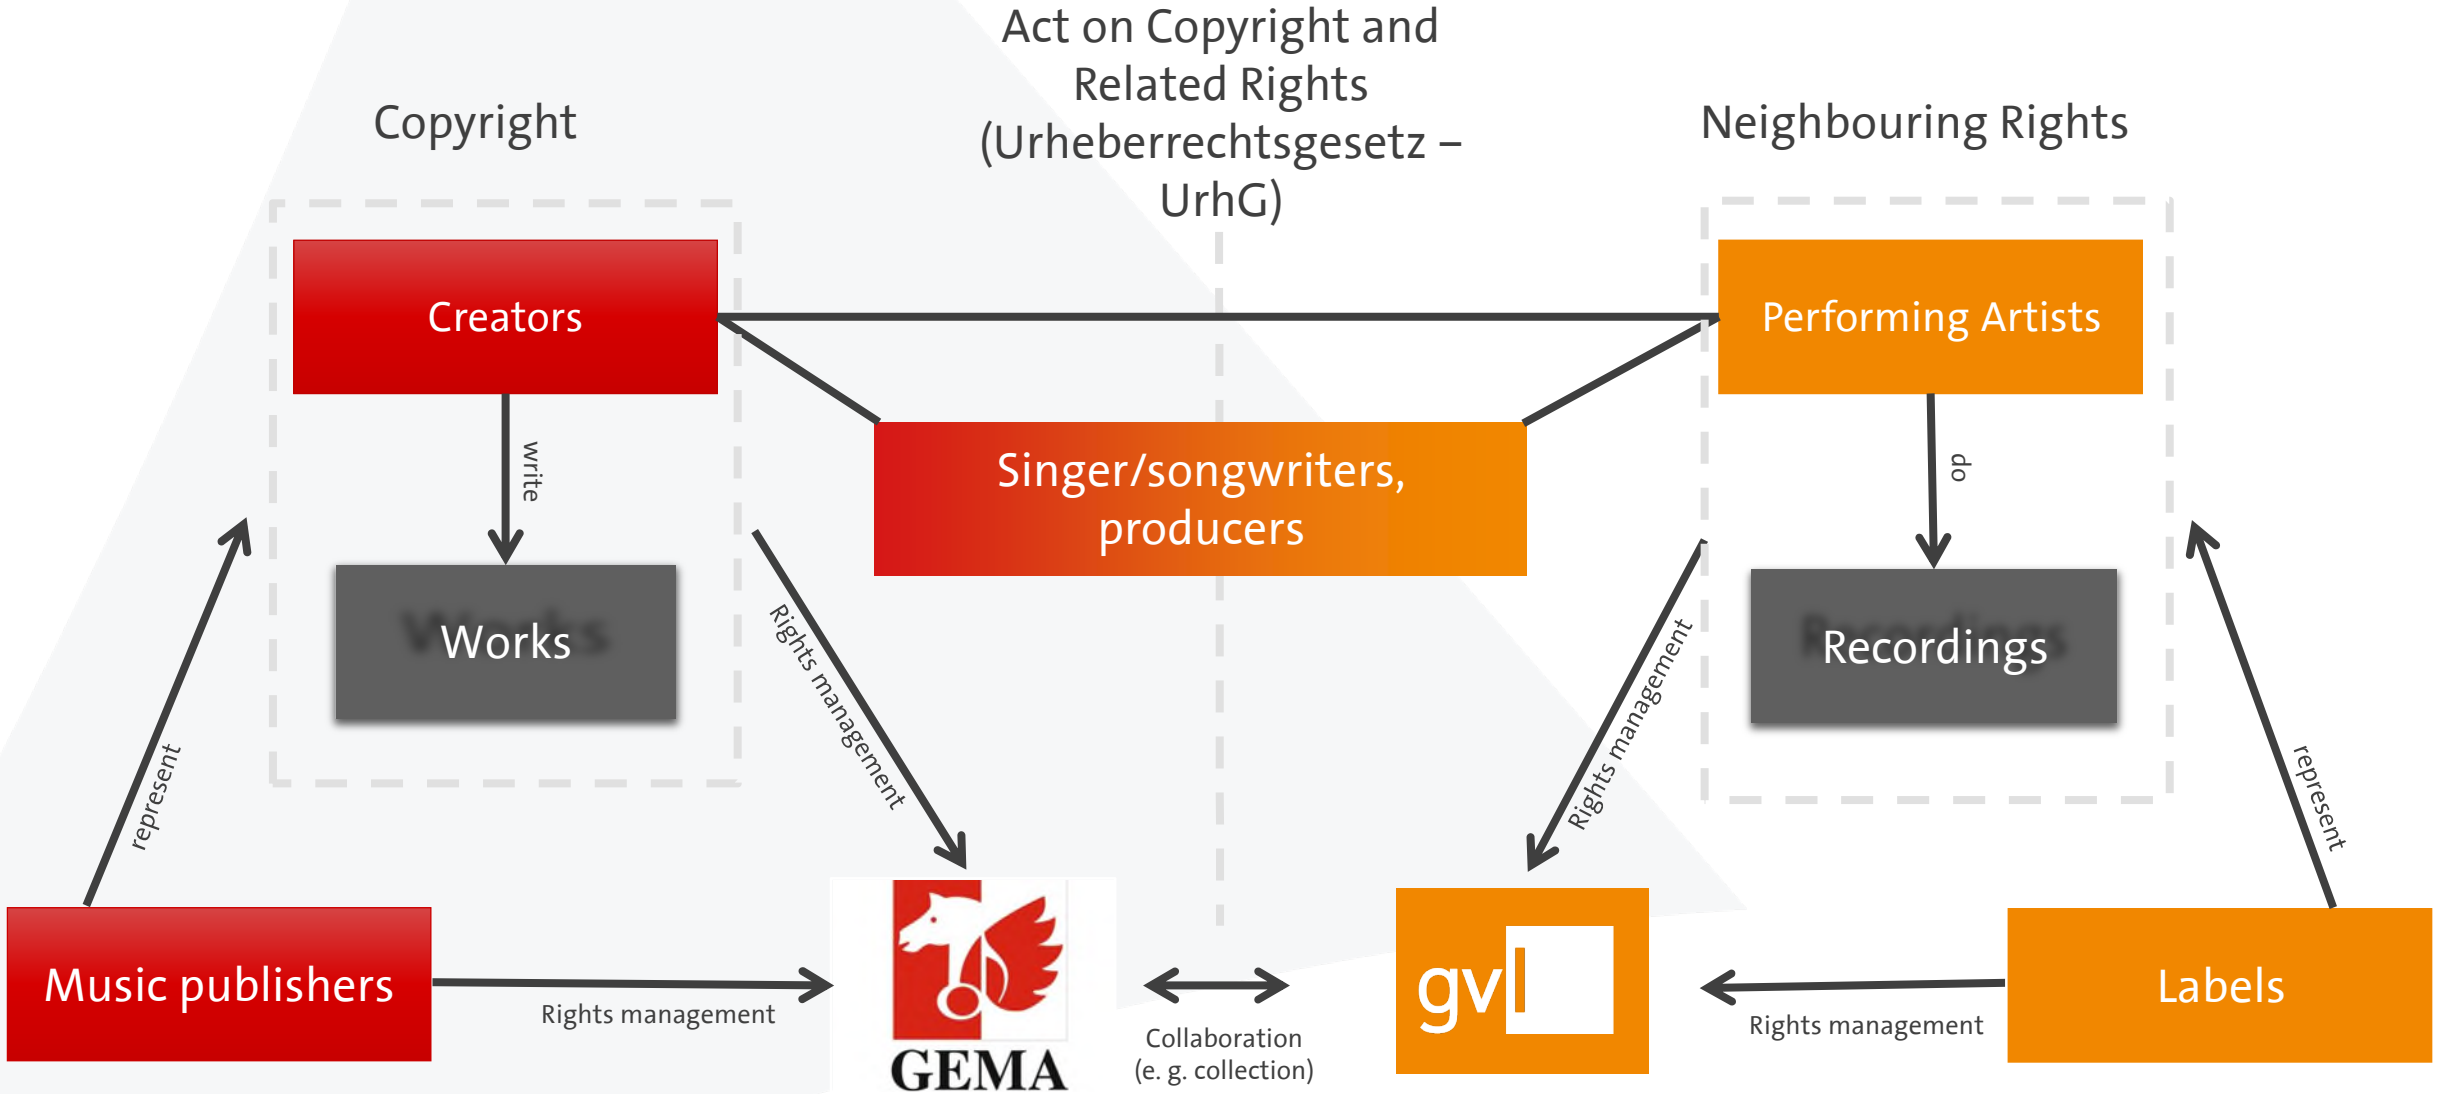 Act on Copyright and
Related Rights
(Urheberrechtsgesetz –
UrhG)
Copyright
Neighbouring Rights
Creators
Performing Artists
write
do
Singer/songwriters,
producers
Works
Recordings
Rights management
Rights management
represent
represent
Music publishers
Rights management
GEMA
Collaboration
(e. g. collection)
gvl
Rights management
Labels